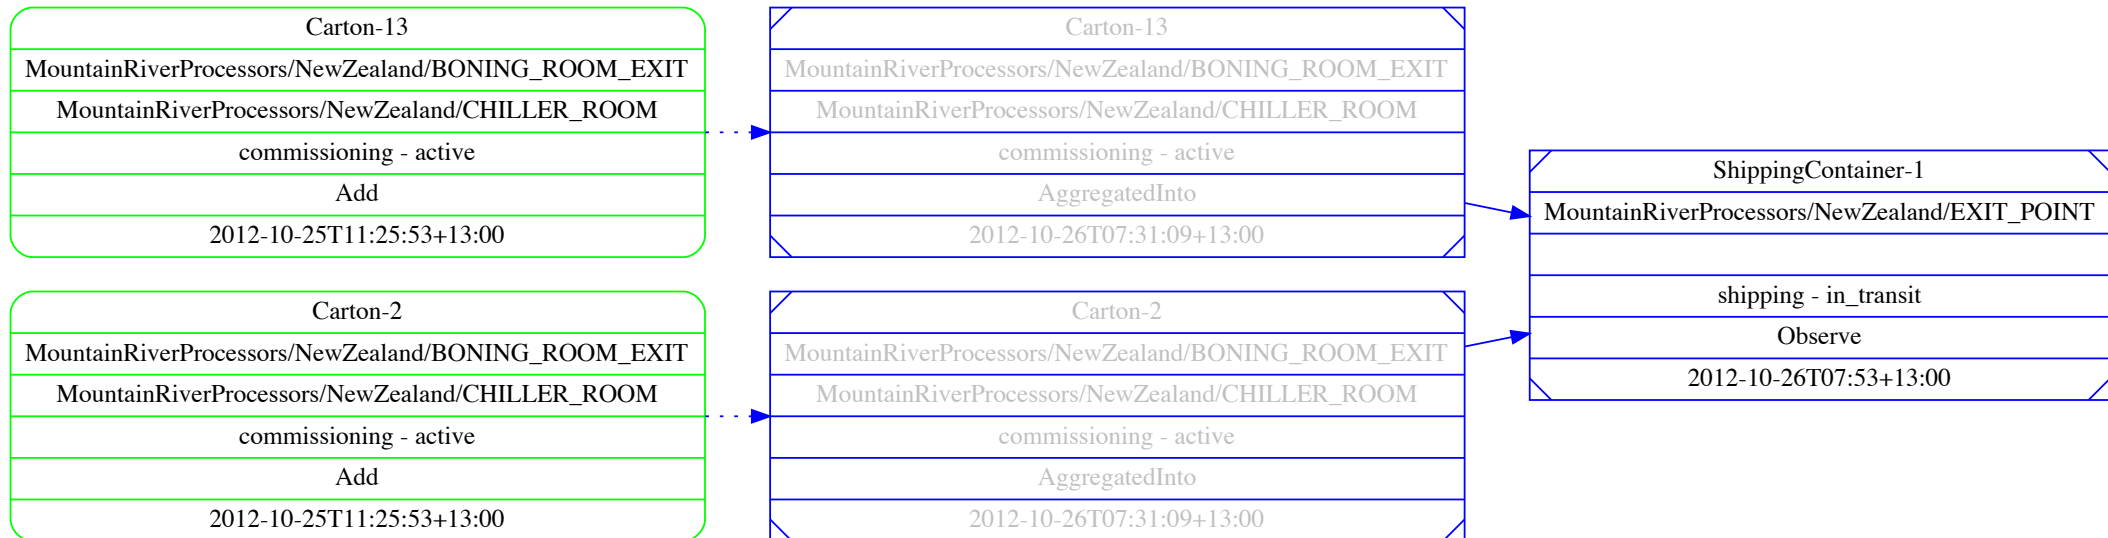 Carton-13
MountainRiverProcessors/NewZealand/BONING_ROOM_EXIT
MountainRiverProcessors/NewZealand/CHILLER_ROOM
commissioning - active
Add
2012-10-25T11:25:53+13:00
Carton-2
MountainRiverProcessors/NewZealand/BONING_ROOM_EXIT
MountainRiverProcessors/NewZealand/CHILLER_ROOM
commissioning - active
Add
2012-10-25T11:25:53+13:00
Carton-13
MountainRiverProcessors/NewZealand/BONING_ROOM_EXIT
MountainRiverProcessors/NewZealand/CHILLER_ROOM
commissioning - active
AggregatedInto
2012-10-26T07:31:09+13:00
Carton-2
MountainRiverProcessors/NewZealand/BONING_ROOM_EXIT
MountainRiverProcessors/NewZealand/CHILLER_ROOM
commissioning - active
AggregatedInto
2012-10-26T07:31:09+13:00
ShippingContainer-1
MountainRiverProcessors/NewZealand/EXIT_POINT
shipping - in_transit
Observe
2012-10-26T07:53+13:00